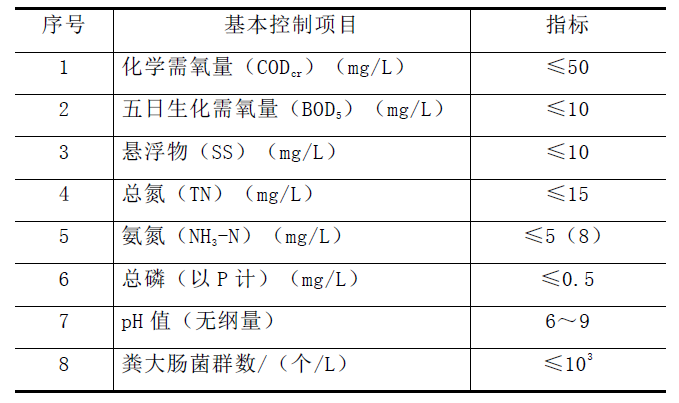 序号 基本控制项目 指标
1 化学需氧量（CODcr）（mg/L） ≤50
2 五日生化需氧量（BOD5）（mg/L） ≤10
3 悬浮物（SS）（mg/L） ≤10
4 总氮（TN）（mg/L） ≤15
5 氨氮（NH3-N）（mg/L） ≤5（8）
6 总磷（以P计）（mg/L） ≤0.5
7 pH值（无纲量） 6～9
8 粪大肠菌群数/（个/L） ≤10³